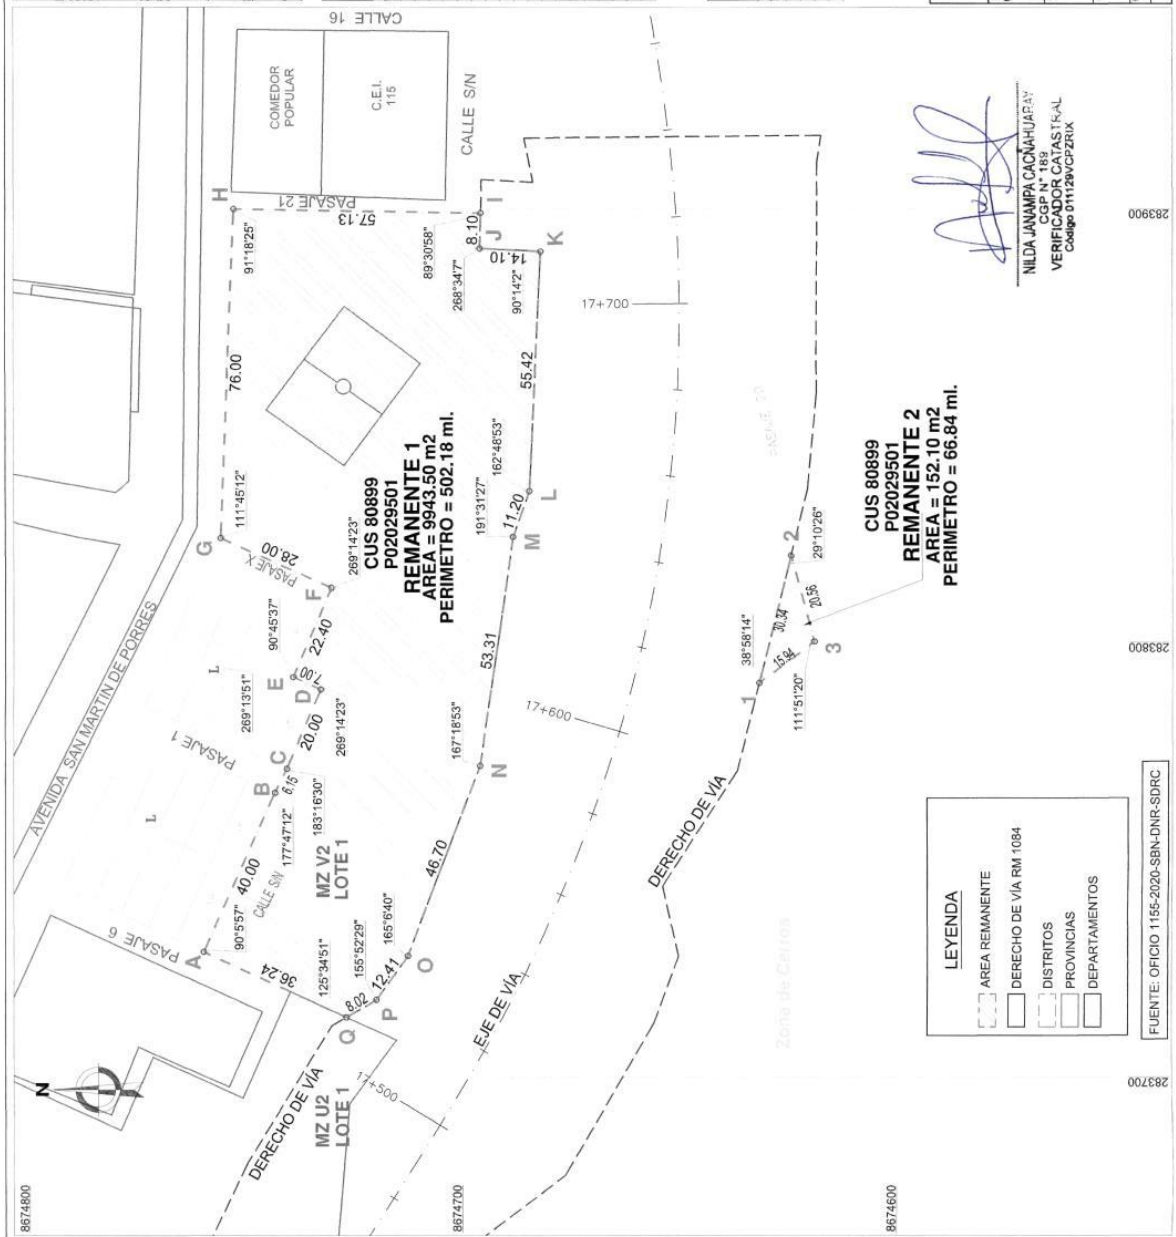 CALLE 16
COMEDOR
POPULAR
C.E.I.
115
CALLE S/N
PASAJE 21
H
57.13
91°18'25"
89°30'58"
I
J
8.10
268°34'7"
14.10
K
90°14'2"
17+700
76.00
55.42
AVENIDA SAN MARTIN DE PORRES
G
111°45'12"
28.00
PASAJE X
F
269°14'23"
CUS 80899
P02029501
REMANENTE 1
AREA = 9943.50 m2
PERIMETRO = 502.18 ml.
162°48'53"
191°31'27"
11.20
L
M
90°45'37"
22.40
E
7.00
D
269°13'51"
L
20.00
269°14'23"
53.31
17+600
PASAJE 1
L
C
B
6.15
183°16'30"
177°47'12"
167°18'53"
N
40.00
CALLE S/N
MZ V2
LOTE 1
46.70
PASAJE 6
A
90°5'57"
36.24
125°34'51"
155°52'29"
165°6'40"
8.02
12.41
O
P
Q
EJE DE VÍA
DERECHO DE VÍA
MZ U2
LOTE 1
17+500
N
DERECHO DE VÍA
Zona de Cerros
1
38°58'14"
30.34
2
29°10'26"
20.56
15.94
3
111°51'20"
CUS 80899
P02029501
REMANENTE 2
AREA = 152.10 m2
PERIMETRO = 66.84 ml.
NILDA JANAMPA CACÑAHUARAY
CGP N° 189
VERIFICADOR CATASTRAL
Código 011129VCPZRIX
LEYENDA
AREA REMANENTE
DERECHO DE VÍA RM 1084
DISTRITOS
PROVINCIAS
DEPARTAMENTOS
FUENTE: OFICIO 1155-2020-SBN-DNR-SDRC
8674800
8674700
8674600
283700
283800
283900